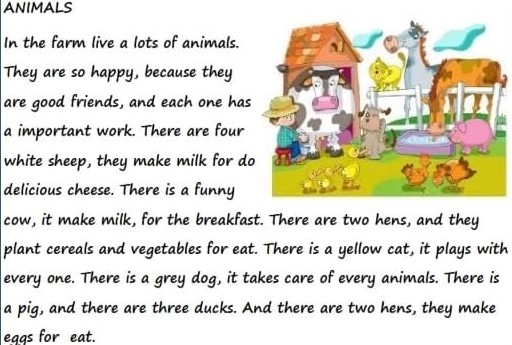 ANIMALS
In the farm live a lots of animals.
They are so happy, because they
are good friends, and each one has
a important work. There are four
white sheep, they make milk for do
delicious cheese. There is a funny
cow, it make milk, for the breakfast. There are two hens, and they
plant cereals and vegetables for eat. There is a yellow cat, it plays with
every one. There is a grey dog, it takes care of every animals. There is
a pig, and there are three ducks. And there are two hens, they make
eggs for eat.